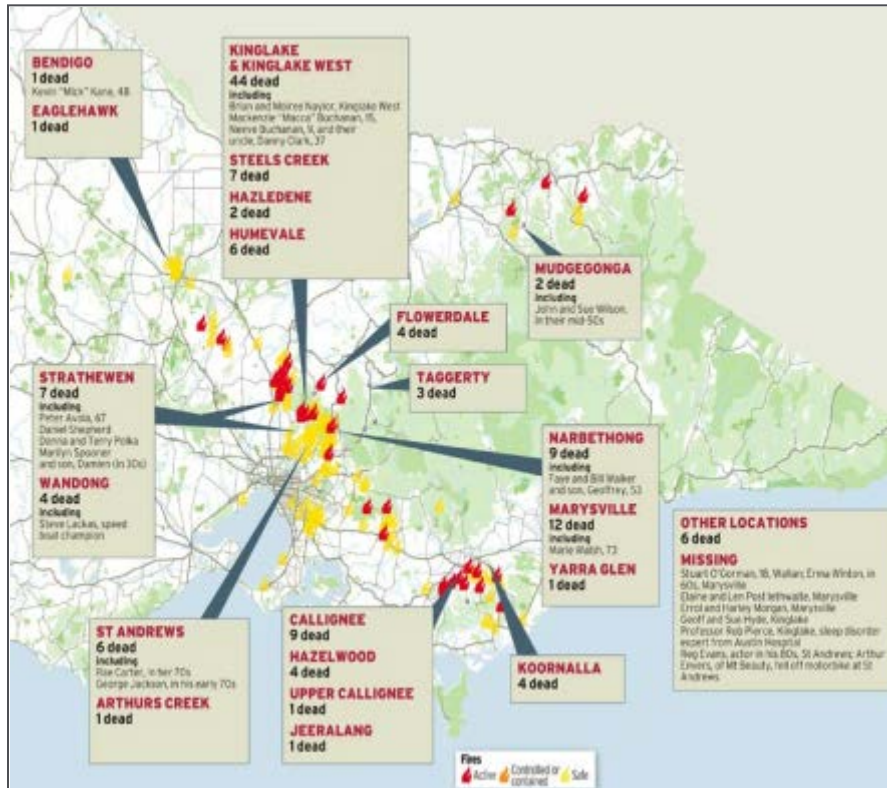 BENDIGO
1 dead
Kevin "Mick" Kane, 48
EAGLEHAWK
1 dead
KINGLAKE
& KINGLAKE WEST
44 dead
including
Brian and Moiree Naylor, Kinglake West
Mackenzie "Macca" Buchanan, 15,
Neeve Buchanan, 9, and their
uncle, Danny Clark, 37
STEELS CREEK
7 dead
HAZLEDENE
2 dead
HUMEVALE
6 dead
MUDGEGONGA
2 dead
including
John and Sue Wilson,
in their mid-50s
FLOWERDALE
4 dead
TAGGERTY
3 dead
STRATHEWEN
7 dead
including
Peter Avola, 67
Daniel Shepherd
Danna and Terry Polka
Marilyn Spooner
and son, Damien (in 30s)
WANDONG
4 dead
including
Steve Lackas, speed
boat champion
NARBETHONG
9 dead
including
Faye and Bill Walker
and son, Geoffrey, 53
MARYSVILLE
12 dead
including
Marie Walsh, 73
YARRA GLEN
1 dead
OTHER LOCATIONS
6 dead
MISSING
Stuart O'Gorman, 18, Wallan; Erma Winton, in
60s, Marysville
Elaine and Len Postlethwaite, Marysville
Errol and Harley Morgan, Marysville
Geoff and Sue Hyde, Kinglake
Professor Rob Pierce, Kinglake, sleep disorder
expert from Austin Hospital
Reg Evans, actor in his 80s, St Andrews; Arthur
Envers, of Mt Beauty, fell off motorbike at St
Andrews
ST ANDREWS
6 dead
including
Rae Carter, in her 70s
George Jackson, in his early 70s
ARTHURS CREEK
1 dead
CALLIGNEE
9 dead
HAZELWOOD
4 dead
UPPER CALLIGNEE
1 dead
JEERALANG
1 dead
KOORNALLA
4 dead
Fires
Active Controlled or contained Safe